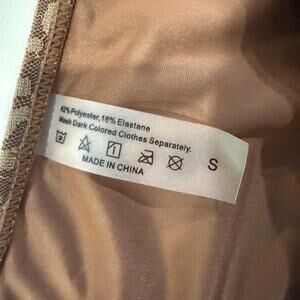 82% Polyester, 18% Elastane
Wash Dark Colored Clothes Separately.
S
MADE IN CHINA